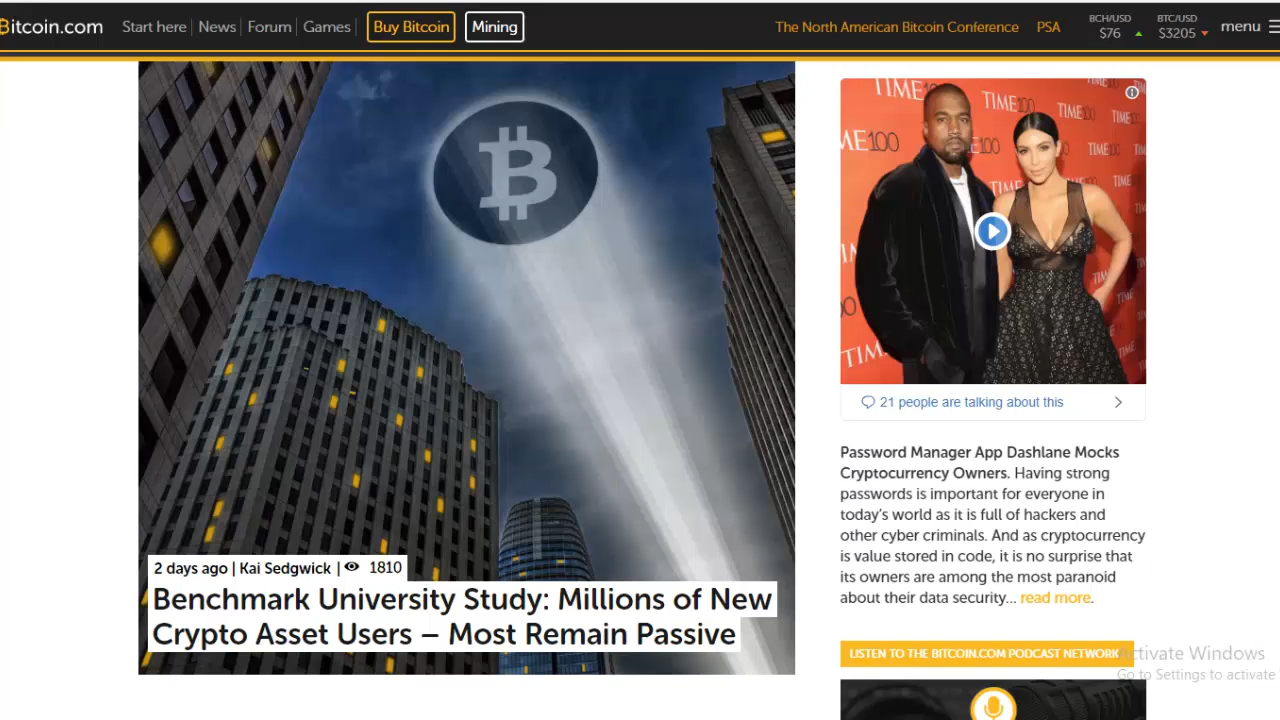 Bitcoin.com
Start here
News
Forum
Games
Buy Bitcoin
Mining
The North American Bitcoin Conference
PSA
BCH/USD
$76
BTC/USD
$3205
menu
2 days ago | Kai Sedgwick | 1810
Benchmark University Study: Millions of New
Crypto Asset Users – Most Remain Passive
TIME
TIME100
ME100
E100
TIME
TIME
TIME
TIME
21 people are talking about this
Password Manager App Dashlane Mocks
Cryptocurrency Owners. Having strong
passwords is important for everyone in
today's world as it is full of hackers and
other cyber criminals. And as cryptocurrency
is value stored in code, it is no surprise that
its owners are among the most paranoid
about their data security... read more.
LISTEN TO THE BITCOIN.COM PODCAST NETWORK
Activate Windows
Go to Settings to activate